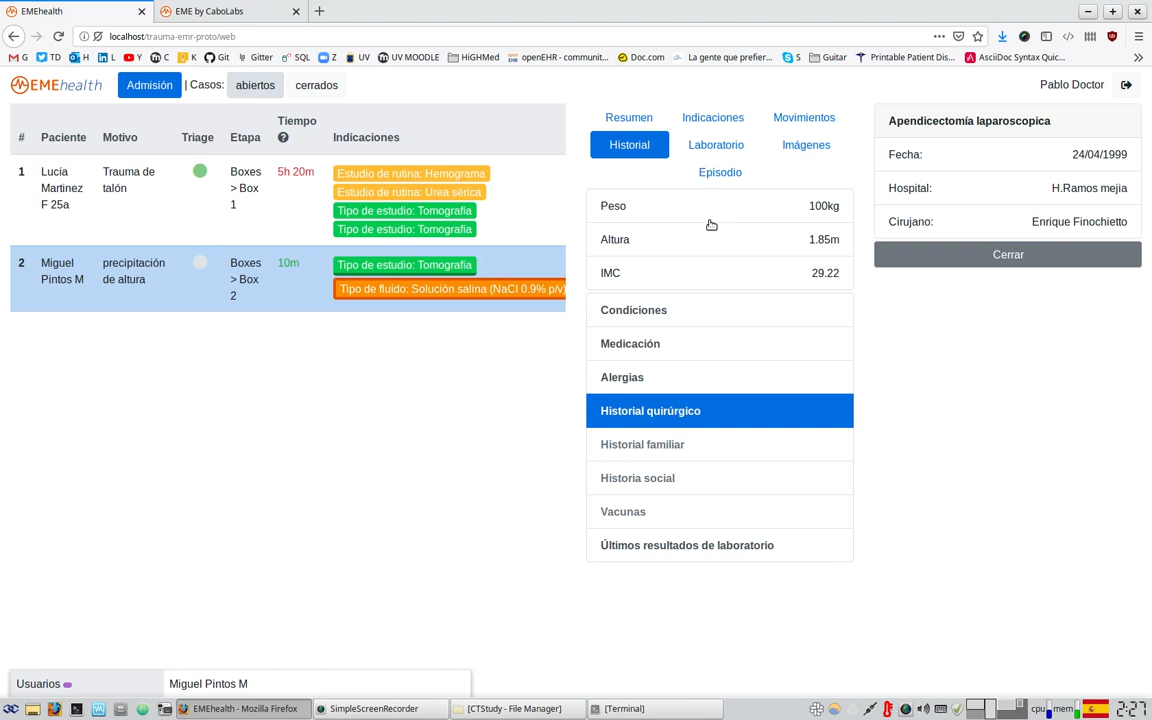 EMEhealth
EME by CaboLabs
localhost/trauma-emr-proto/web
G
TD
H
L
Y
C
K
Git
Gitter
SQL
Z
UV
UV MOODLE
HiGHMed
openEHR - communit...
Doc.com
La gente que prefier...
S
Guitar
Printable Patient Dis...
AsciiDoc Syntax Quic...
EMEhealth
Admisión
| Casos:
abiertos
cerrados
Pablo Doctor
# Paciente Motivo Triage Etapa Tiempo Indicaciones
1 Lucía Martinez F 25a
Trauma de talón
Boxes > Box 1
5h 20m
Estudio de rutina: Hemograma
Estudio de rutina: Urea sérica
Tipo de estudio: Tomografía
Tipo de estudio: Tomografía
2 Miguel Pintos M
precipitación de altura
Boxes > Box 2
10m
Tipo de estudio: Tomografía
Tipo de fluído: Solución salina (NaCl 0.9% p/v)
Resumen Indicaciones Movimientos
Historial Laboratorio Imágenes
Episodio
Peso 100kg
Altura 1.85m
IMC 29.22
Condiciones
Medicación
Alergias
Historial quirúrgico
Historial familiar
Historia social
Vacunas
Últimos resultados de laboratorio
Apendicectomía laparoscopica
Fecha: 24/04/1999
Hospital: H.Ramos mejia
Cirujano: Enrique Finochietto
Cerrar
Usuarios
Miguel Pintos M
EMEhealth - Mozilla Firefox
SimpleScreenRecorder
[CTStudy - File Manager]
[Terminal]
cpu
mem
2:27